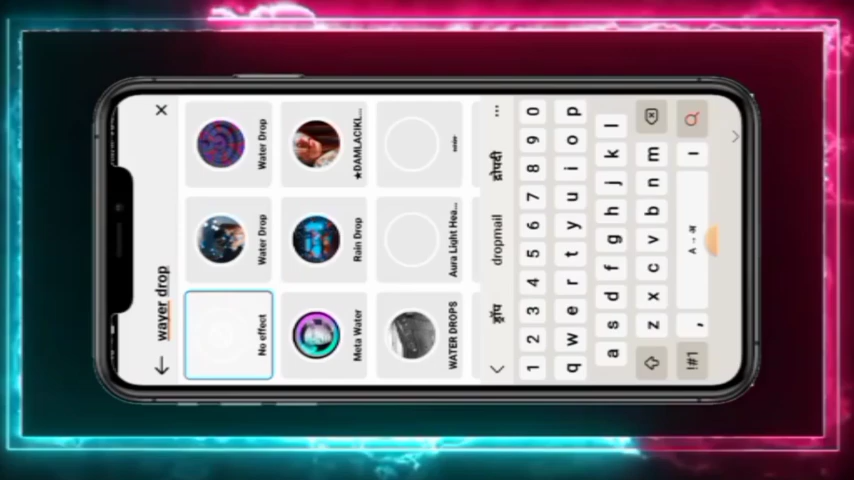 wayer drop
No effect
Water Drop
Water Drop
Meta Water
Rain Drop
★DAMLACIKL...
WATER DROPS
Aura Light Hea...
ड्रॉप
dropmail
द्रोपदी
1 2 3 4 5 6 7 8 9 0
q w e r t y u i o p
a s d f g h j k l
z x c v b n m
!#1 , A → अ ।